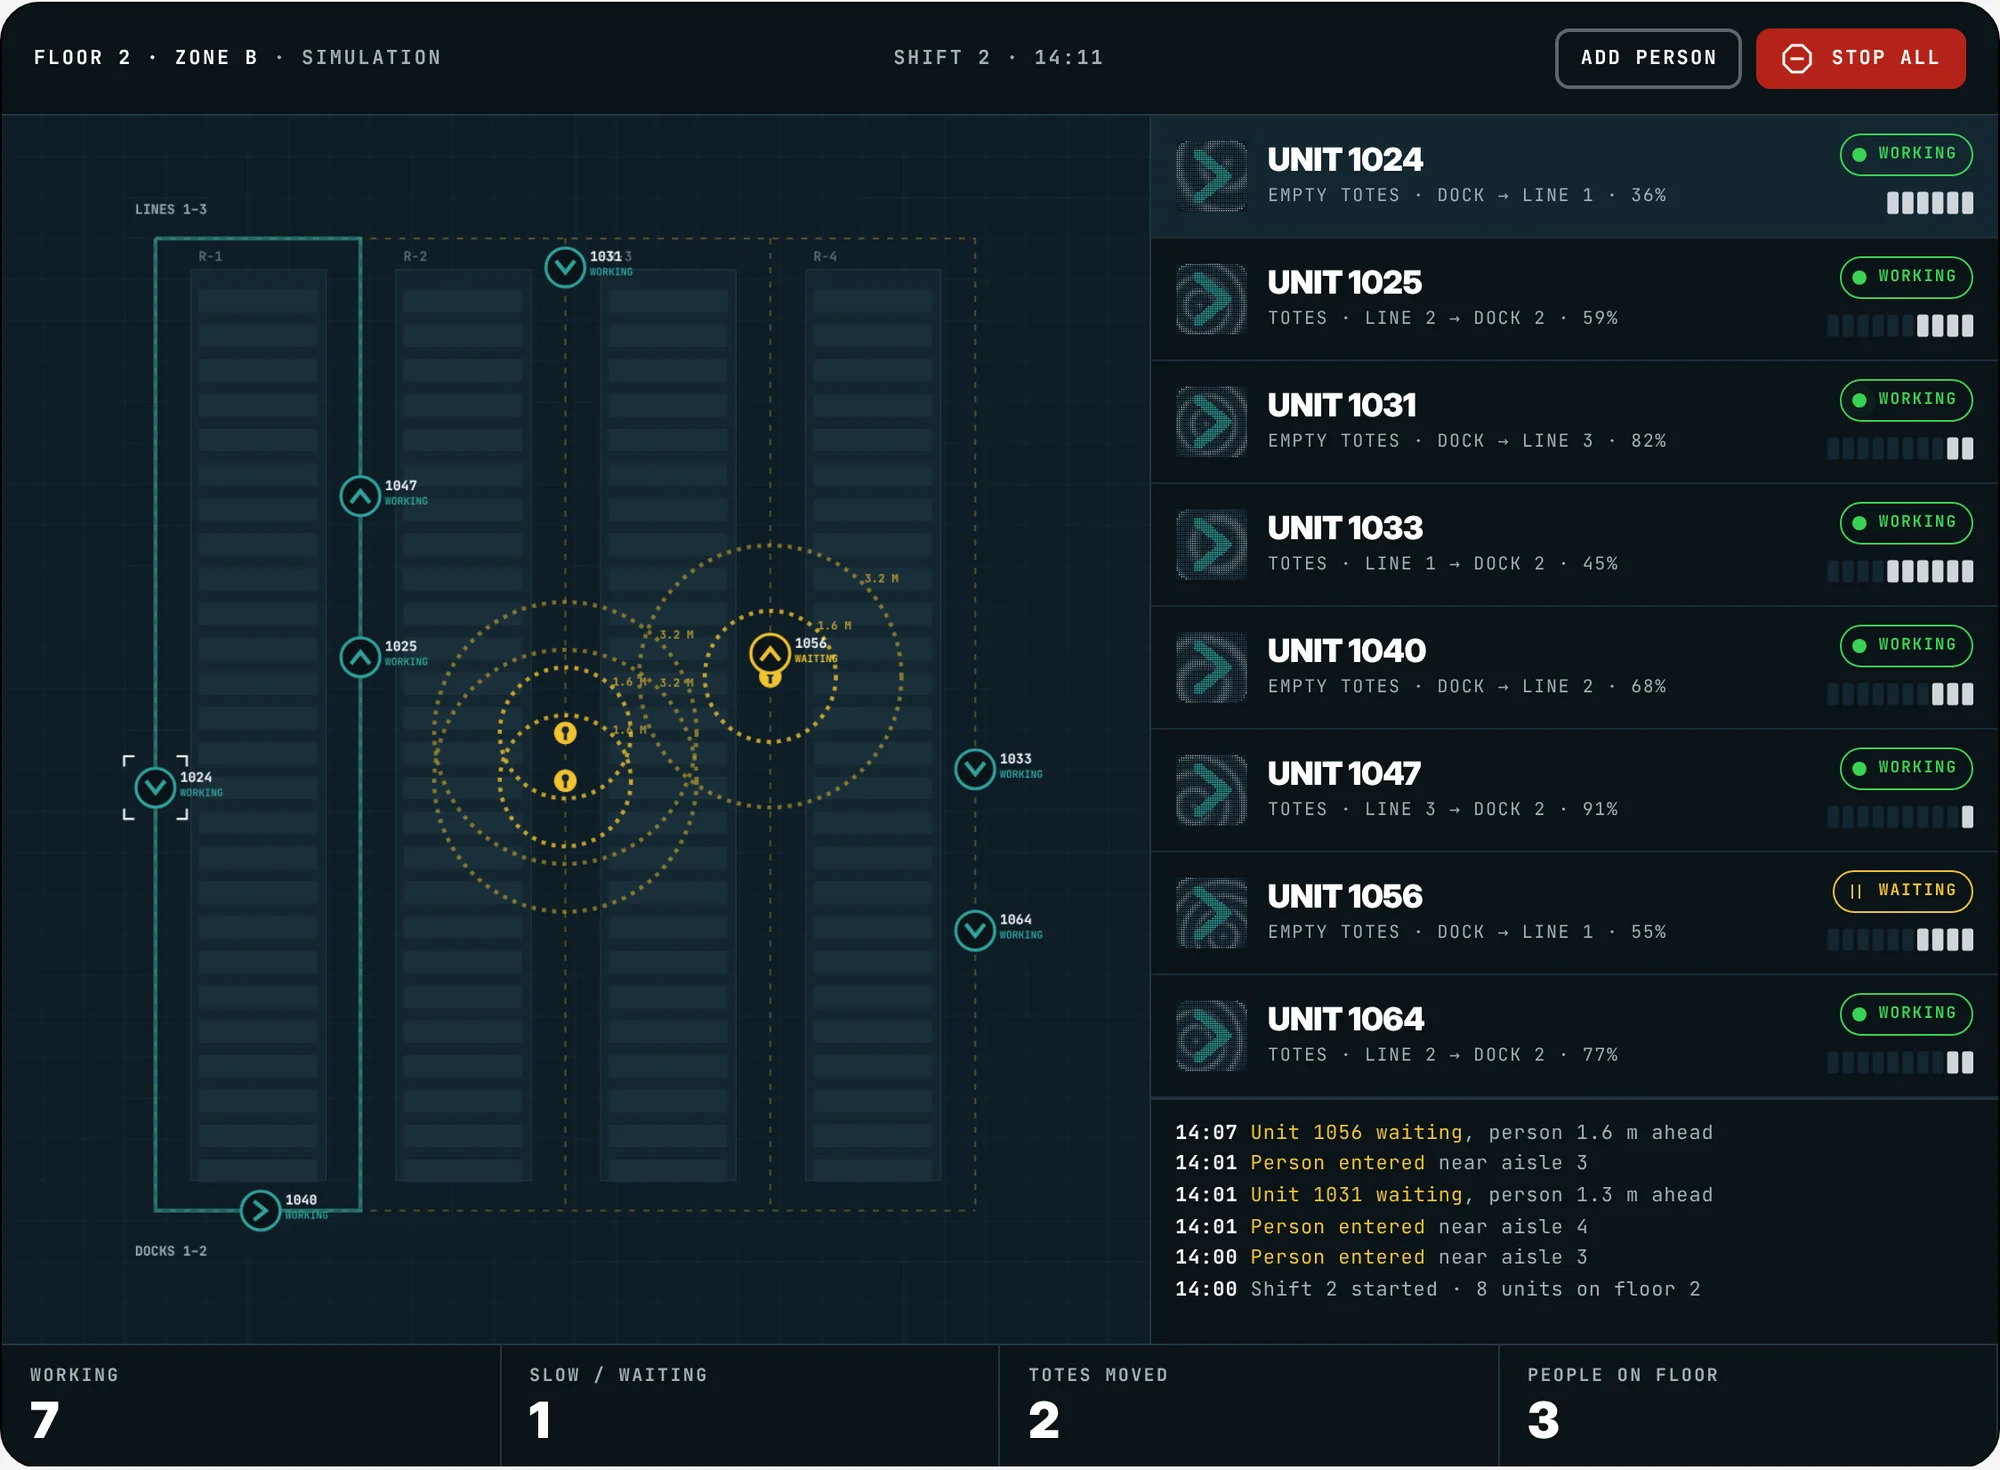 FLOOR 2 · ZONE B · SIMULATION
SHIFT 2 · 14:11
ADD PERSON
STOP ALL
LINES 1–3
R-1
R-2
1031
WORKING
R-4
1047
WORKING
3.2 M
1.6 M
3.2 M
1056
WAITING
1025
WORKING
1.6 M
3.2 M
1.6 M
1033
WORKING
1024
WORKING
1064
WORKING
1040
WORKING
DOCKS 1–2
UNIT 1024
EMPTY TOTES · DOCK → LINE 1 · 36%
WORKING
UNIT 1025
TOTES · LINE 2 → DOCK 2 · 59%
WORKING
UNIT 1031
EMPTY TOTES · DOCK → LINE 3 · 82%
WORKING
UNIT 1033
TOTES · LINE 1 → DOCK 2 · 45%
WORKING
UNIT 1040
EMPTY TOTES · DOCK → LINE 2 · 68%
WORKING
UNIT 1047
TOTES · LINE 3 → DOCK 2 · 91%
WORKING
UNIT 1056
EMPTY TOTES · DOCK → LINE 1 · 55%
WAITING
UNIT 1064
TOTES · LINE 2 → DOCK 2 · 77%
WORKING
14:07 Unit 1056 waiting, person 1.6 m ahead
14:01 Person entered near aisle 3
14:01 Unit 1031 waiting, person 1.3 m ahead
14:01 Person entered near aisle 4
14:00 Person entered near aisle 3
14:00 Shift 2 started · 8 units on floor 2
WORKING
7
SLOW / WAITING
1
TOTES MOVED
2
PEOPLE ON FLOOR
3